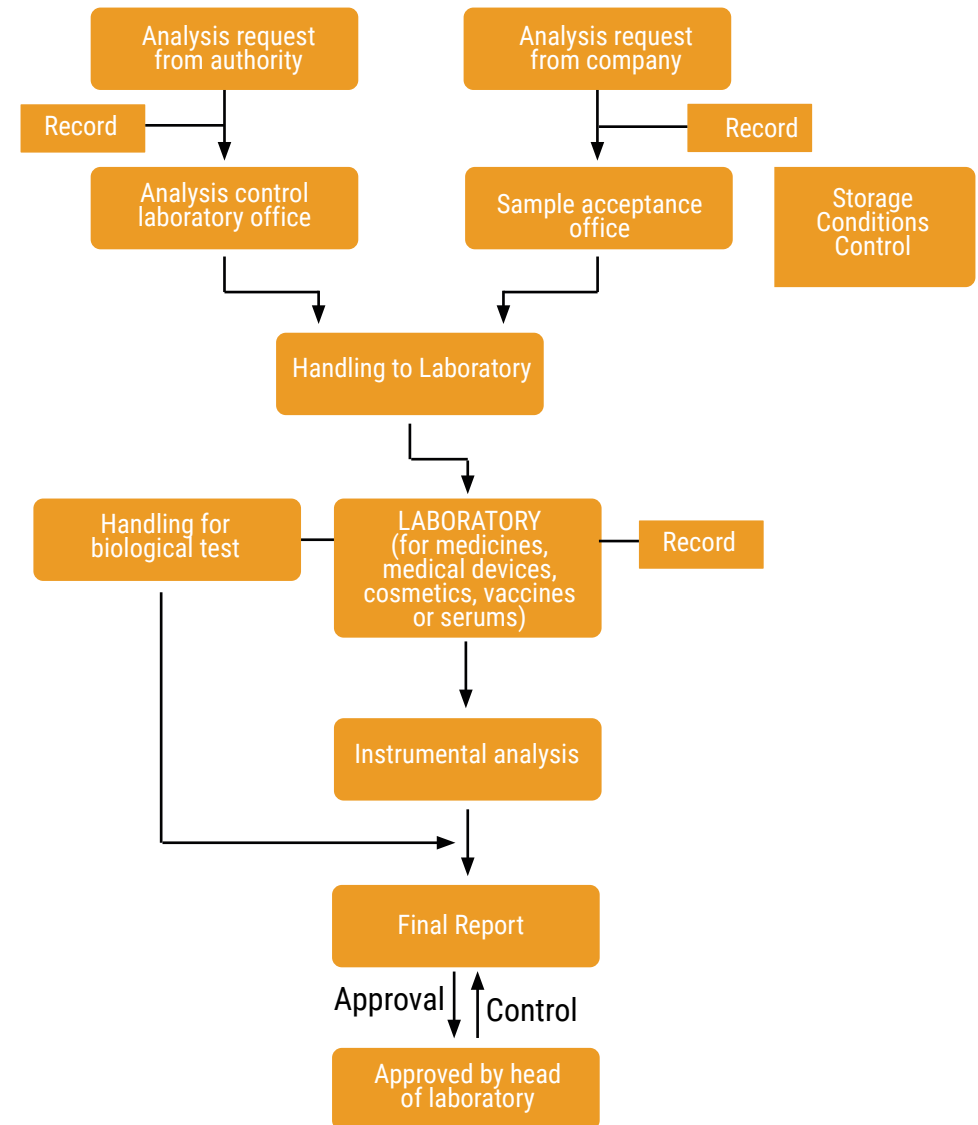 Analysis request
from authority
Analysis request
from company
Record
Record
Analysis control
laboratory office
Sample acceptance
office
Storage
Conditions
Control
Handling to Laboratory
Handling for
biological test
LABORATORY
(for medicines,
medical devices,
cosmetics, vaccines
or serums)
Record
Instrumental analysis
Final Report
Approval
Control
Approved by head
of laboratory